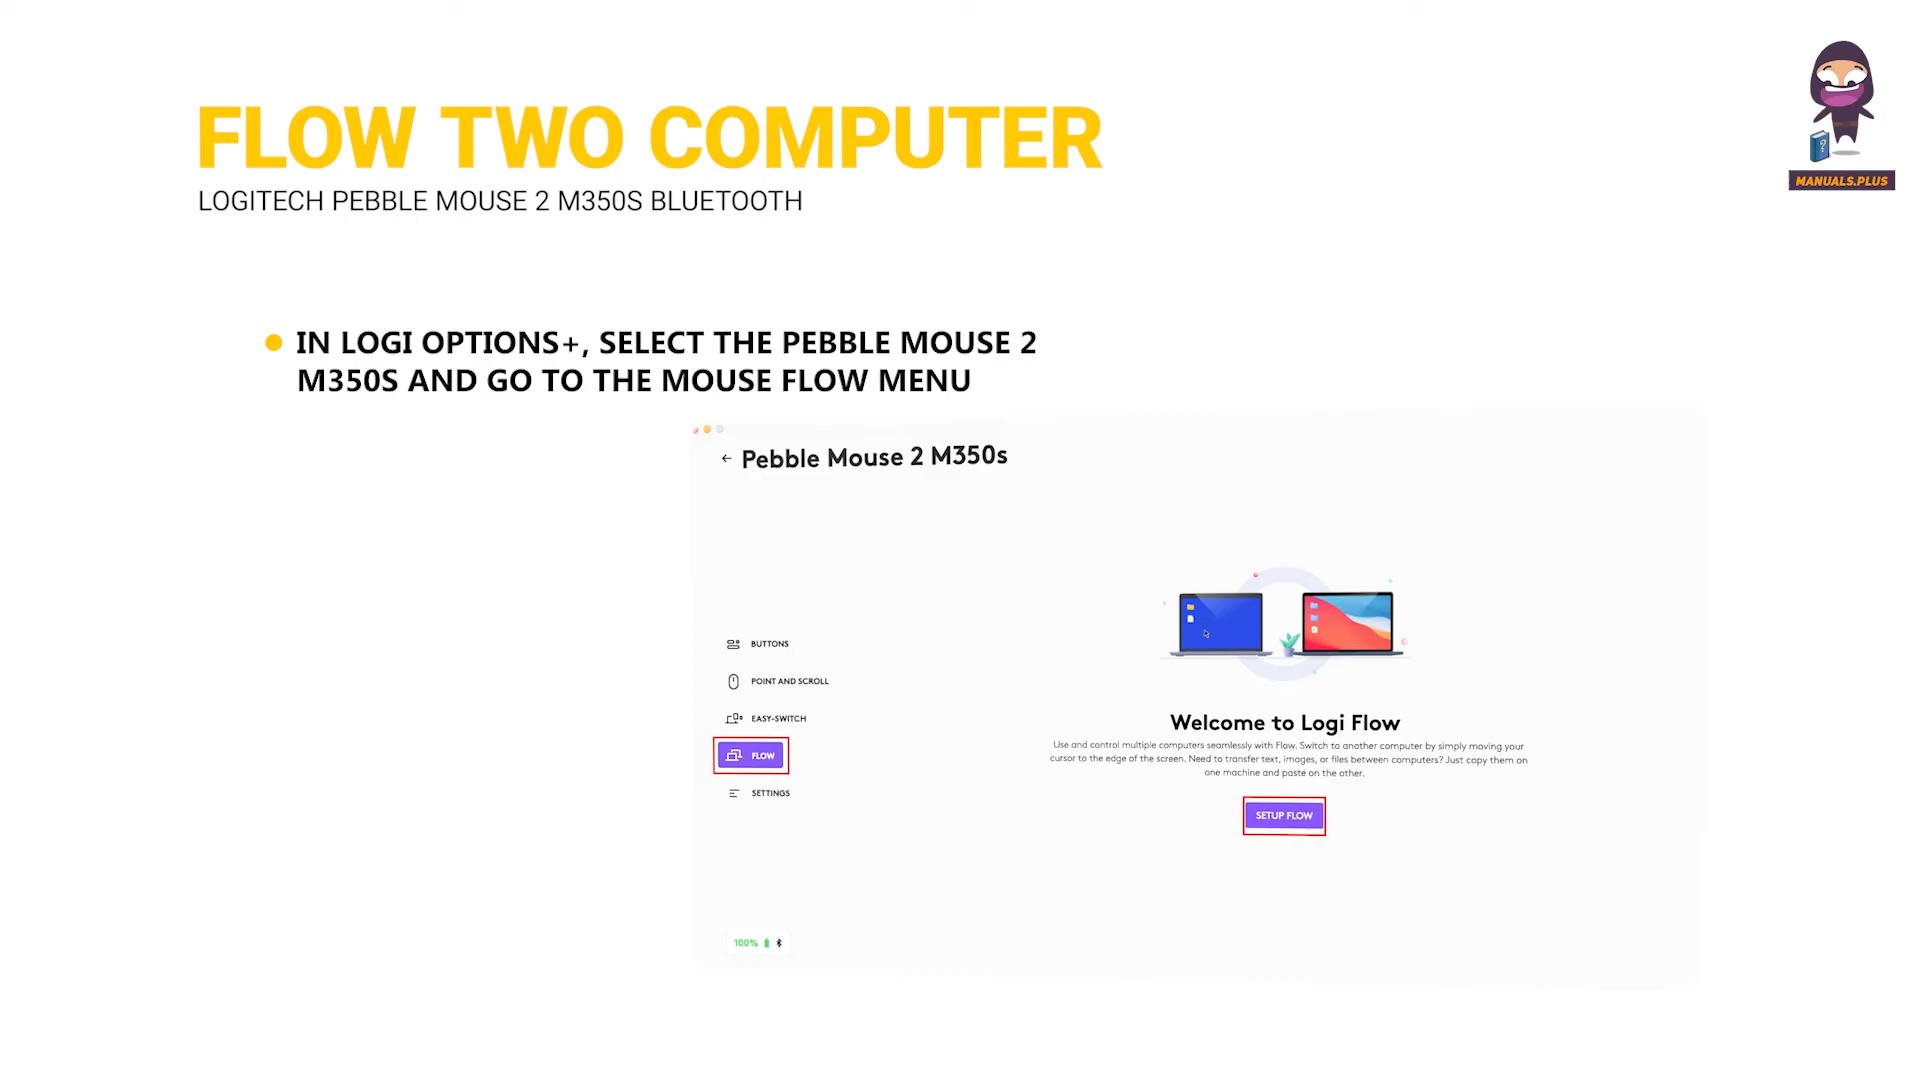 FLOW TWO COMPUTER
LOGITECH PEBBLE MOUSE 2 M350S BLUETOOTH
MANUALS.PLUS
IN LOGI OPTIONS+, SELECT THE PEBBLE MOUSE 2
M350S AND GO TO THE MOUSE FLOW MENU
← Pebble Mouse 2 M350s
BUTTONS
POINT AND SCROLL
EASY-SWITCH
FLOW
SETTINGS
Welcome to Logi Flow
Use and control multiple computers seamlessly with Flow. Switch to another computer by simply moving your
cursor to the edge of the screen. Need to transfer text, images, or files between computers? Just copy them on
one machine and paste on the other.
SETUP FLOW
100%